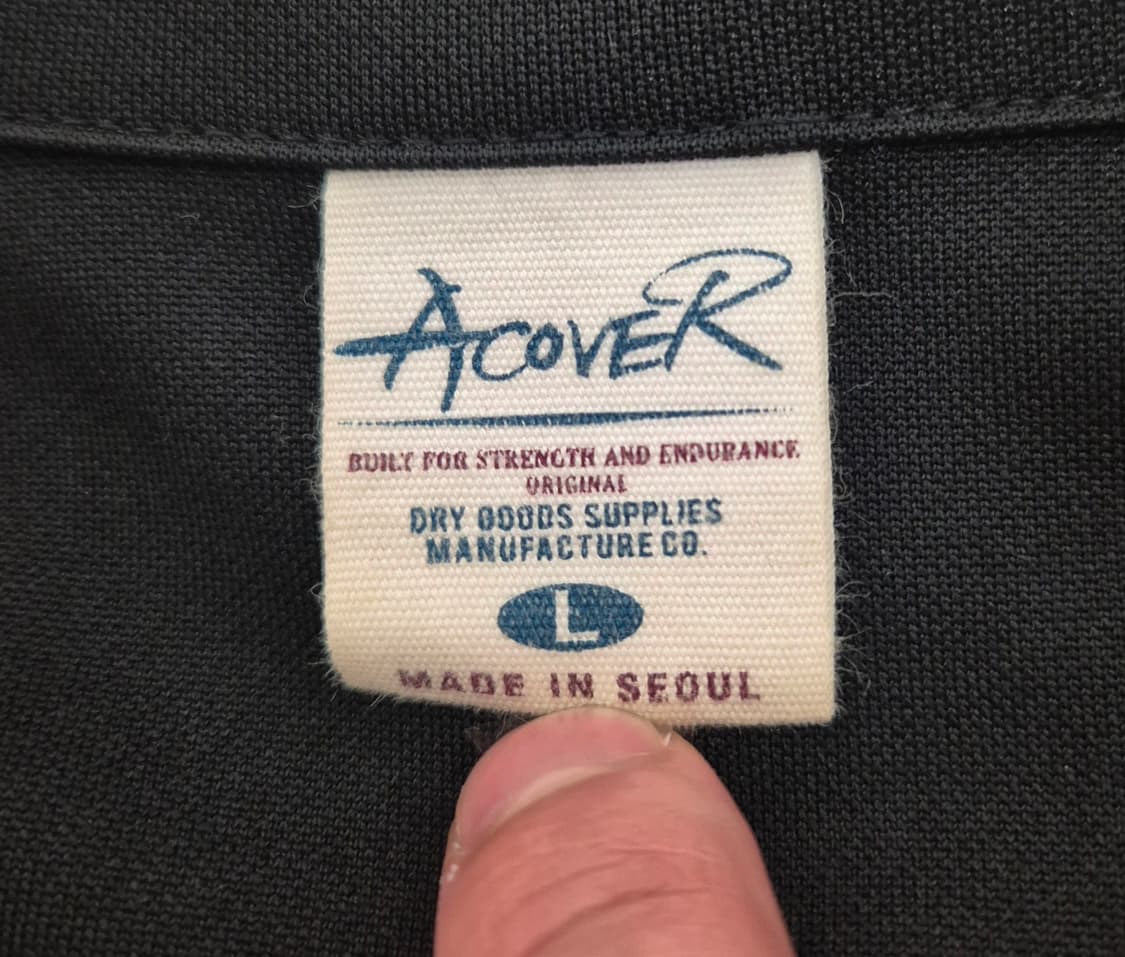 ACOVER
BUILT FOR STRENGTH AND ENDURANCE
ORIGINAL
DRY GOODS SUPPLIES
MANUFACTURE CO.
L
MADE IN SEOUL